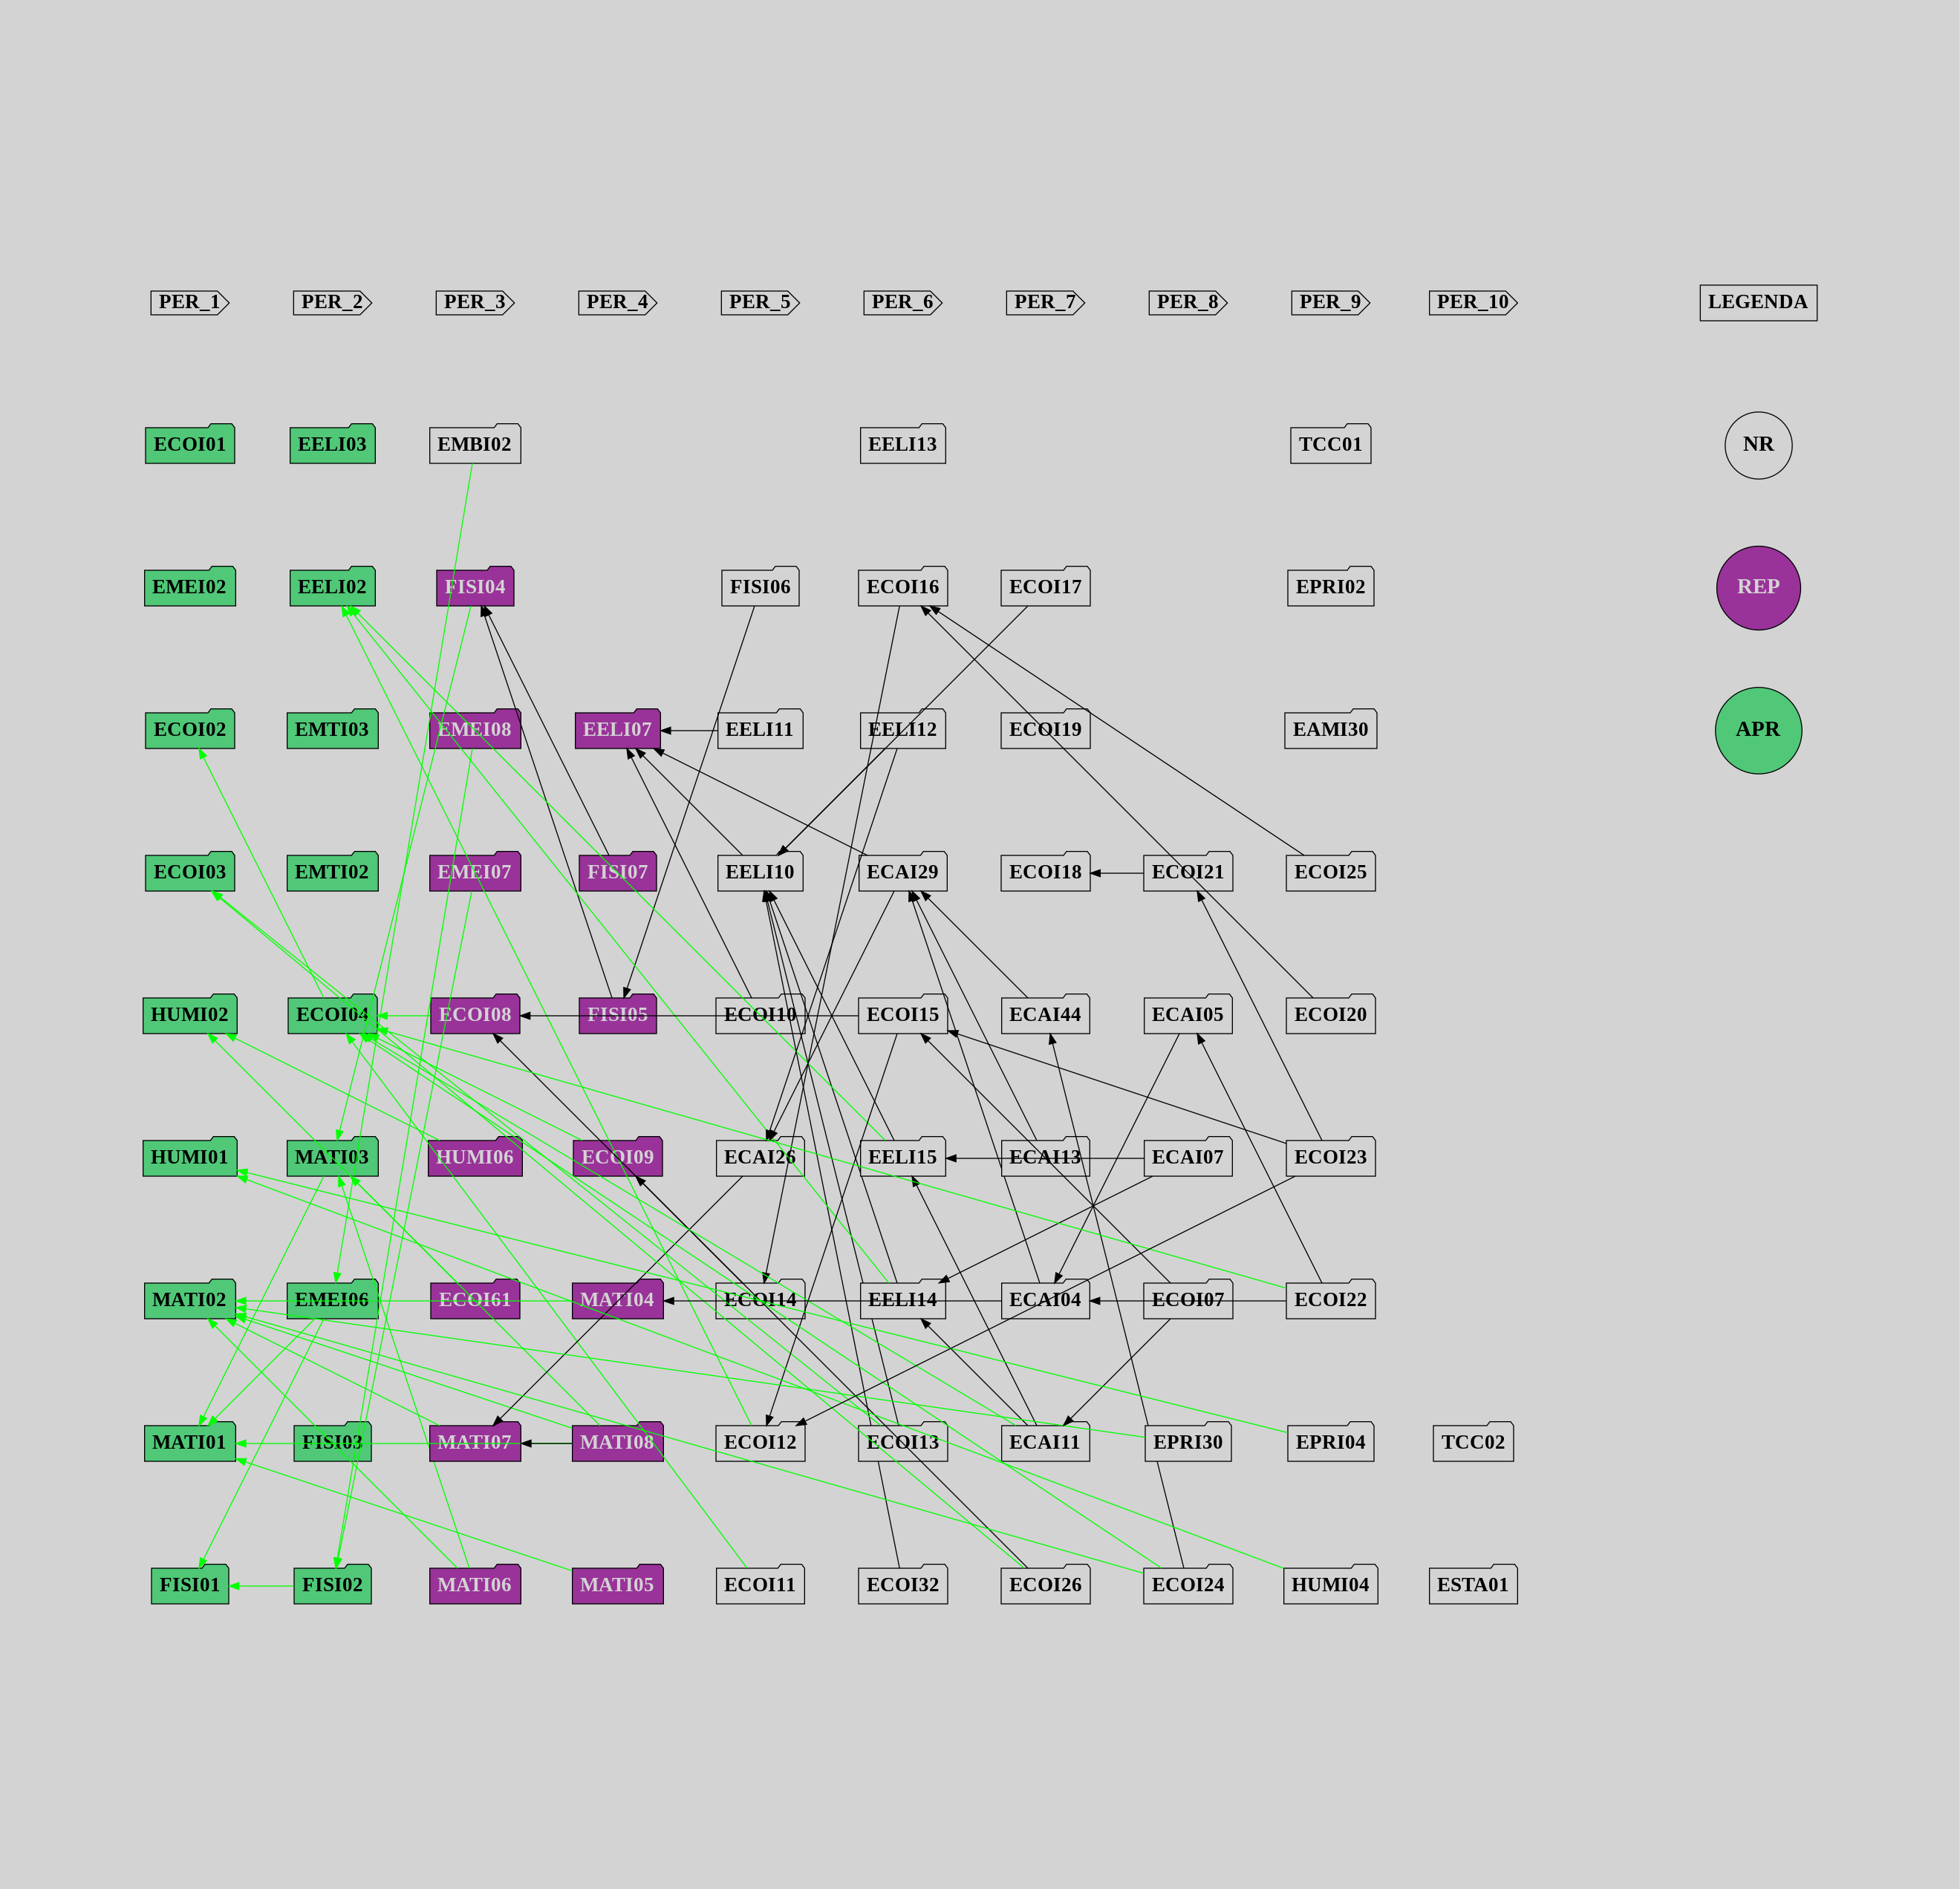 PER_1 PER_2 PER_3 PER_4 PER_5 PER_6 PER_7 PER_8 PER_9 PER_10 LEGENDA
ECOI01 EELI03 EMBI02 EELI13 TCC01 NR
EMEI02 EELI02 FISI04 FISI06 ECOI16 ECOI17 EPRI02 REP
ECOI02 EMTI03 EMEI08 EELI07 EELI11 EELI12 ECOI19 EAMI30 APR
ECOI03 EMTI02 EMEI07 FISI07 EELI10 ECAI29 ECOI18 ECOI21 ECOI25
HUMI02 ECOI04 ECOI08 FISI05 ECOI10 ECOI15 ECAI44 ECAI05 ECOI20
HUMI01 MATI03 HUMI06 ECOI09 ECAI26 EELI15 ECAI13 ECAI07 ECOI23
MATI02 EMEI06 ECOI61 MATI04 ECOI14 EELI14 ECAI04 ECOI07 ECOI22
MATI01 FISI03 MATI07 MATI08 ECOI12 ECOI13 ECAI11 EPRI30 EPRI04 TCC02
FISI01 FISI02 MATI06 MATI05 ECOI11 ECOI32 ECOI26 ECOI24 HUMI04 ESTA01